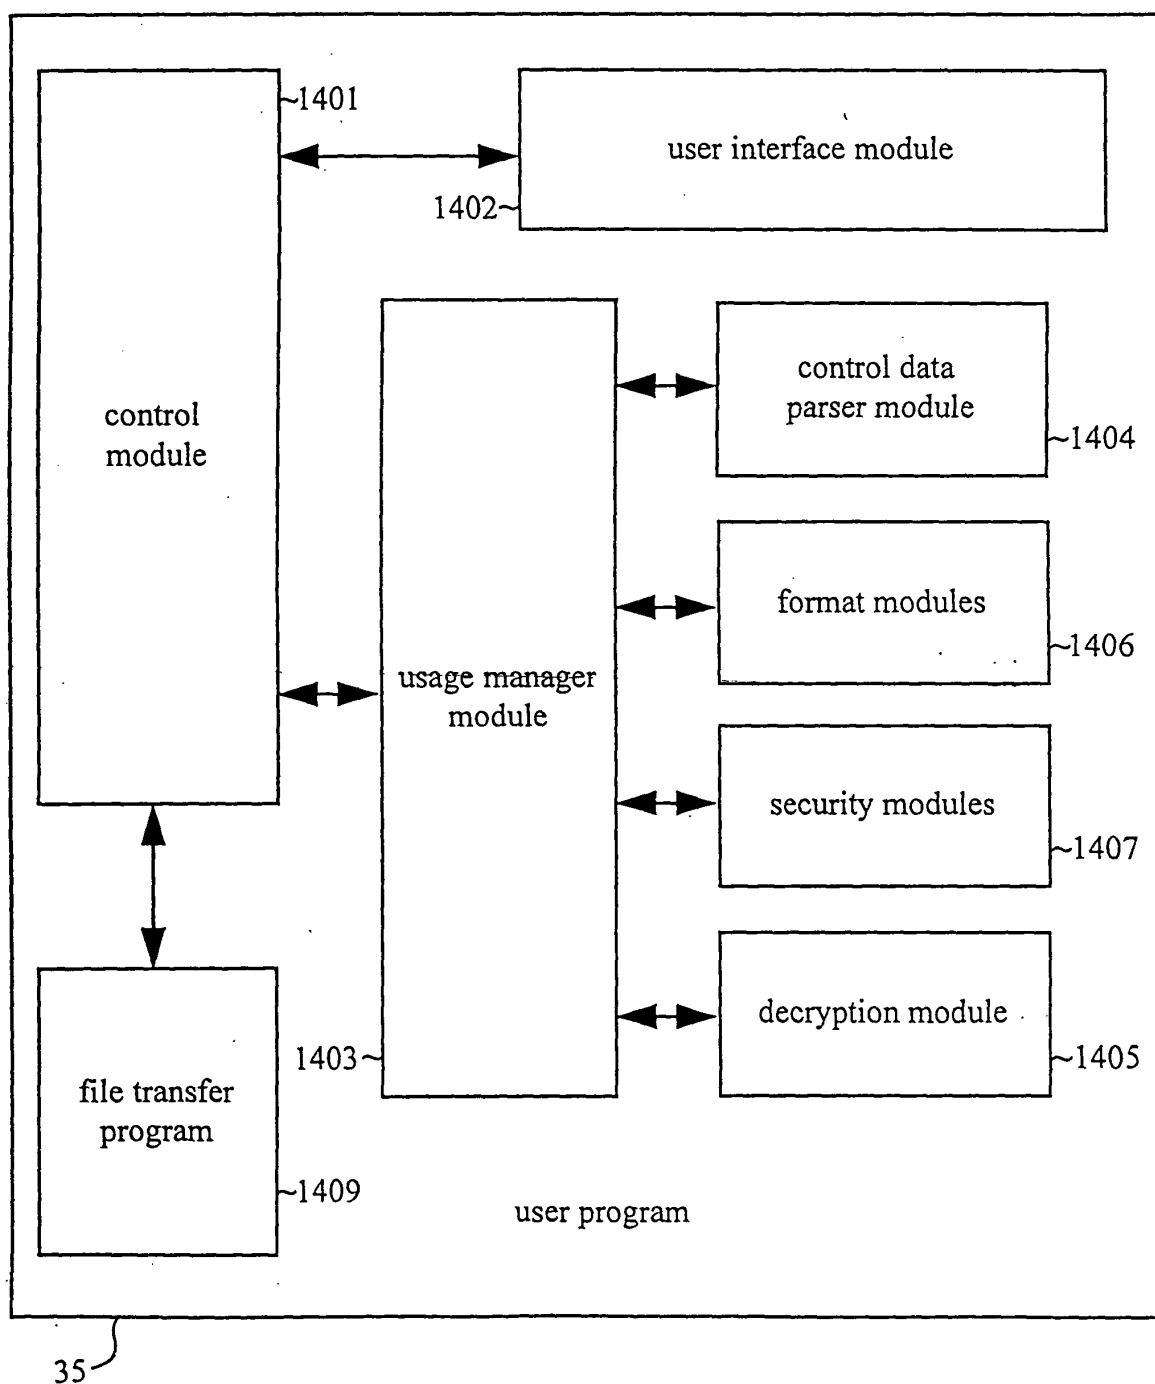 1401
user interface module
1402
control
module
control data
parser module
1404
format modules
1406
usage manager
module
security modules
1407
decryption module
1403
1405
file transfer
program
1409
user program
35